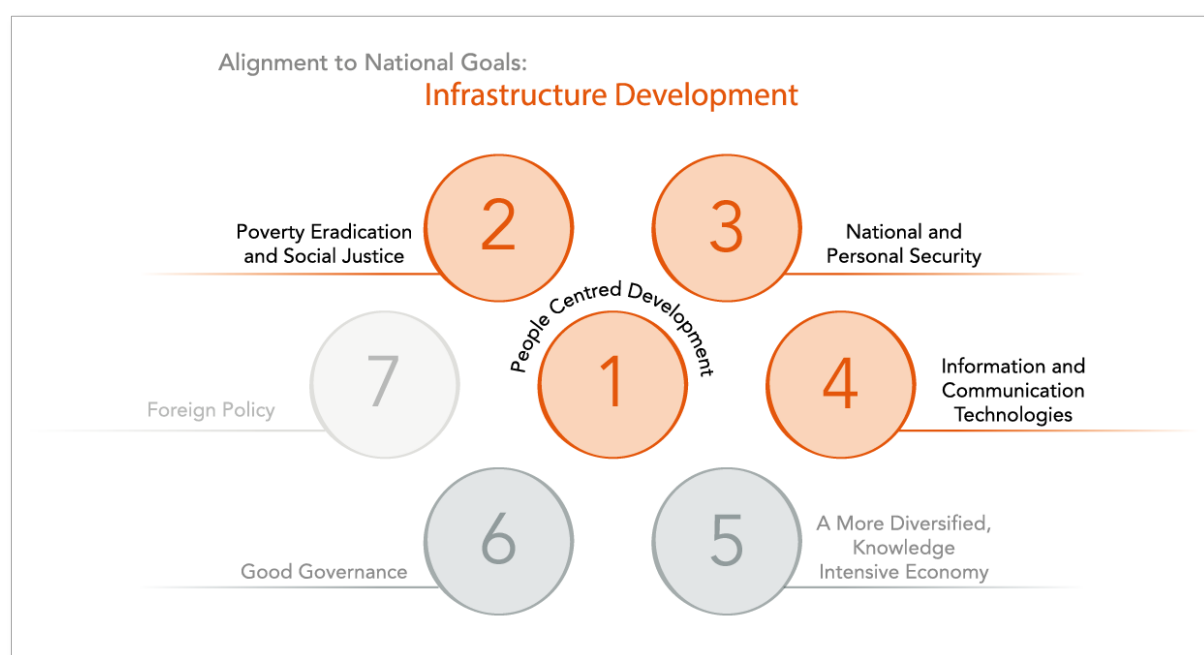 Alignment to National Goals:
Infrastructure Development
2
3
Poverty Eradication
and Social Justice
National and
Personal Security
People Centred Development
7
1
4
Foreign Policy
Information and
Communication
Technologies
6
5
Good Governance
A More Diversified,
Knowledge
Intensive Economy